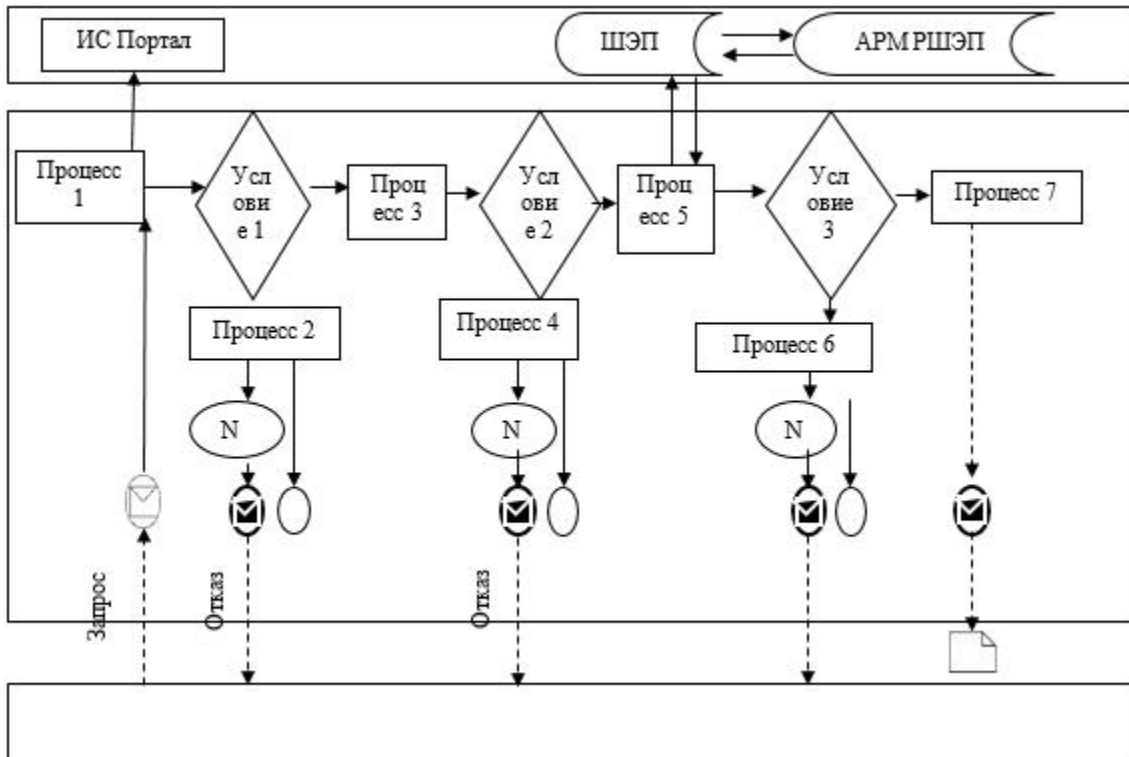 ИС Портал
ШЭП
АРМ РШЭП
Процесс
1
Усл
ови
е 1
Проц
есс 3
Усл
ови
е 2
Проц
есс 5
Усл
овие
3
Процесс 7
Процесс 2
Процесс 4
Процесс 6
N
N
N
Запрос
Отказ
Отказ